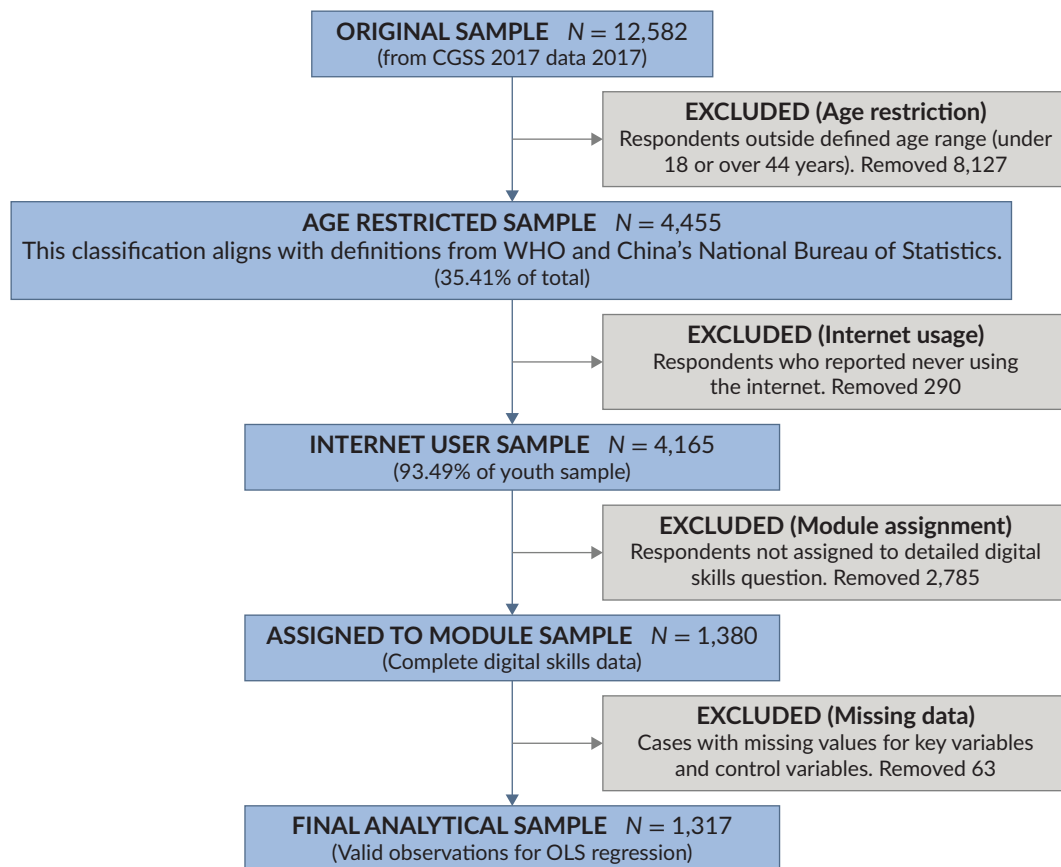 ORIGINAL SAMPLE N = 12,582
(from CGSS 2017 data 2017)
EXCLUDED (Age restriction)
Respondents outside defined age range (under
18 or over 44 years). Removed 8,127
AGE RESTRICTED SAMPLE N = 4,455
This classification aligns with definitions from WHO and China’s National Bureau of Statistics.
(35.41% of total)
EXCLUDED (Internet usage)
Respondents who reported never using
the internet. Removed 290
INTERNET USER SAMPLE N = 4,165
(93.49% of youth sample)
EXCLUDED (Module assignment)
Respondents not assigned to detailed digital
skills question. Removed 2,785
ASSIGNED TO MODULE SAMPLE N = 1,380
(Complete digital skills data)
EXCLUDED (Missing data)
Cases with missing values for key variables
and control variables. Removed 63
FINAL ANALYTICAL SAMPLE N = 1,317
(Valid observations for OLS regression)